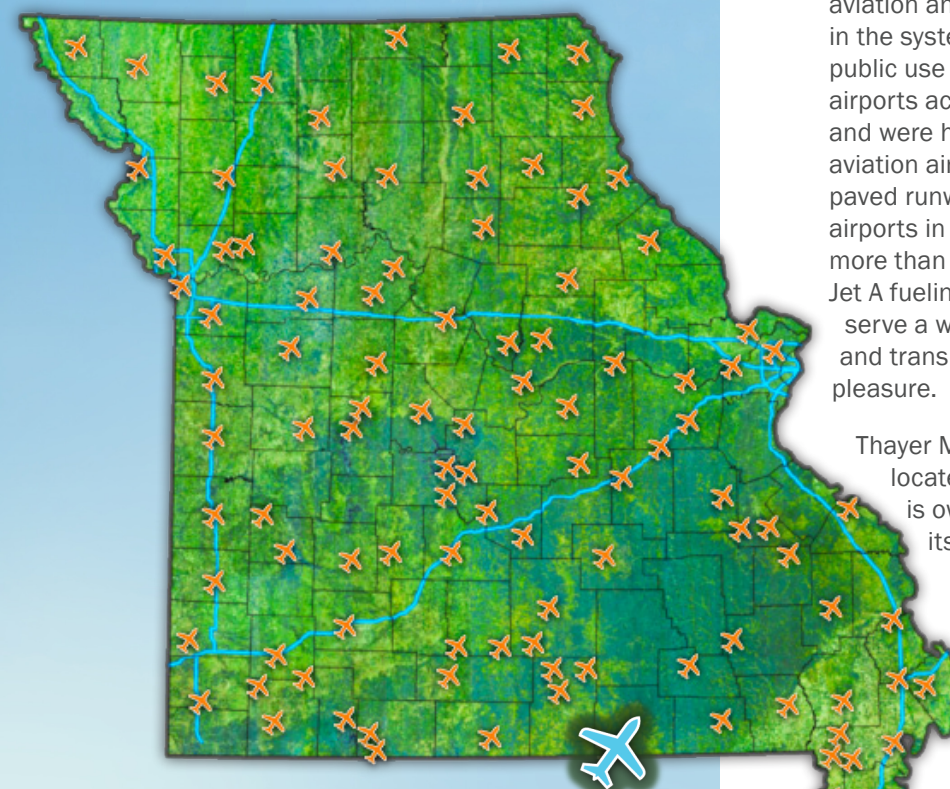 aviation an
in the syste
public use
airports ac
and were h
aviation air
paved runw
airports in
more than
Jet A fuelin
serve a w
and trans
pleasure.
Thayer M
locate
is ow
its